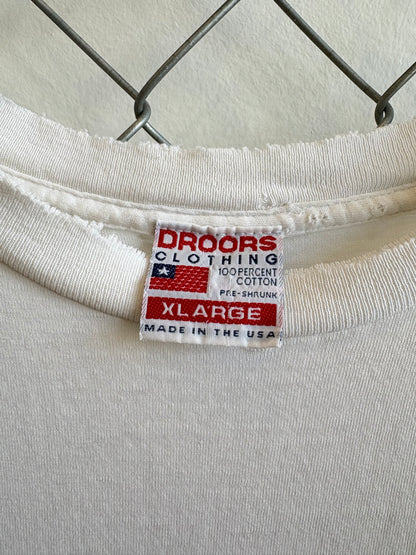 DROORS
CLOTHING
100 PERCENT
COTTON
PRE-SHRUNK
XLARGE
MADE IN THE USA